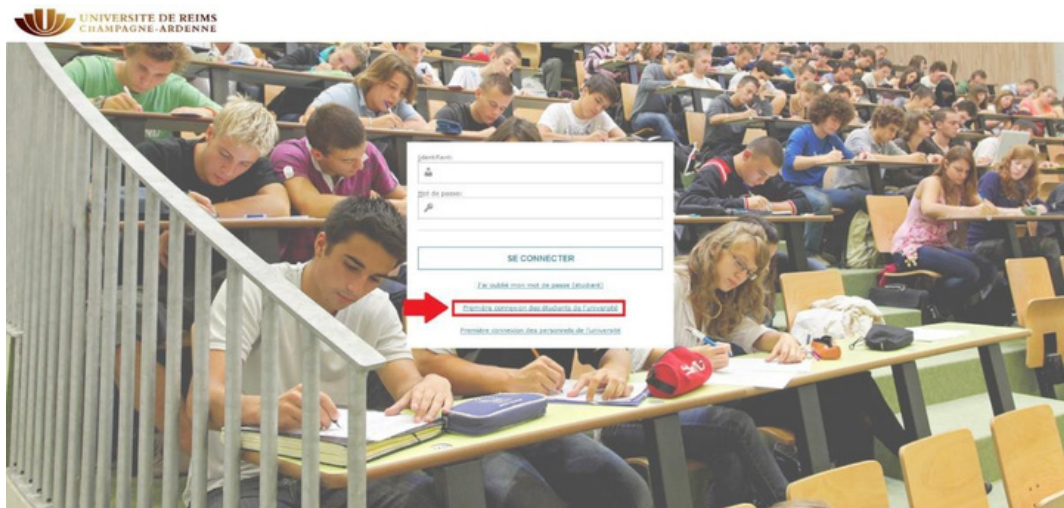 UNIVERSITE DE REIMS
CHAMPAGNE-ARDENNE
Identifiant:
Mot de passe:
SE CONNECTER
J'ai oublié mon mot de passe (étudiant)
Première connexion des étudiants de l'université
Première connexion des personnels de l'université